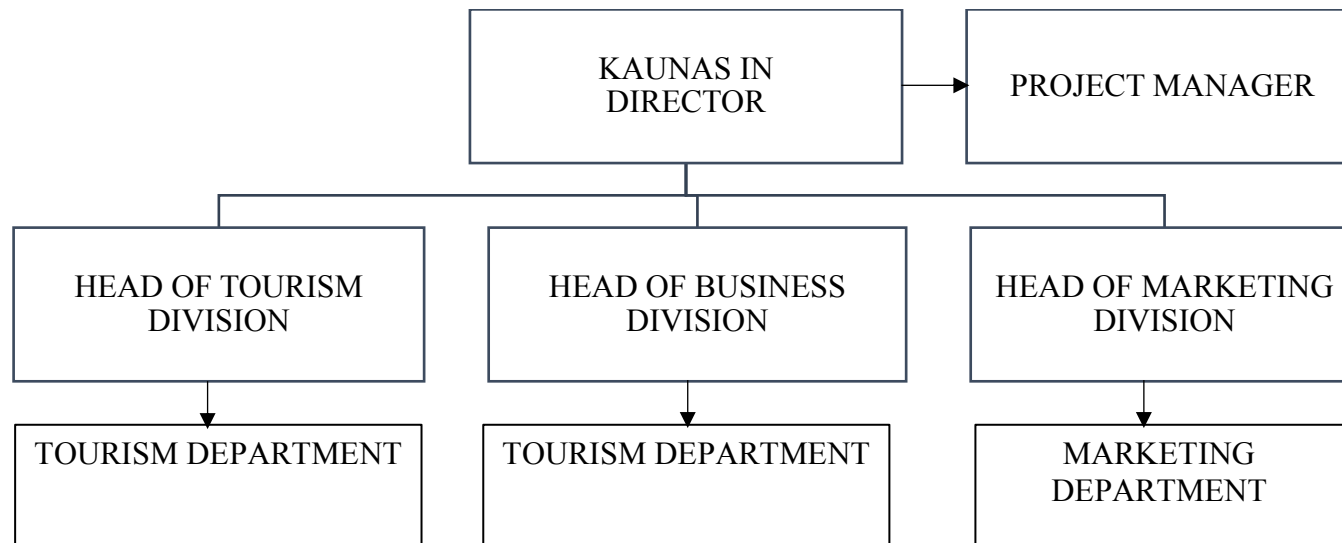 KAUNAS IN
DIRECTOR
PROJECT MANAGER
HEAD OF TOURISM
DIVISION
HEAD OF BUSINESS
DIVISION
HEAD OF MARKETING
DIVISION
TOURISM DEPARTMENT
TOURISM DEPARTMENT
MARKETING
DEPARTMENT